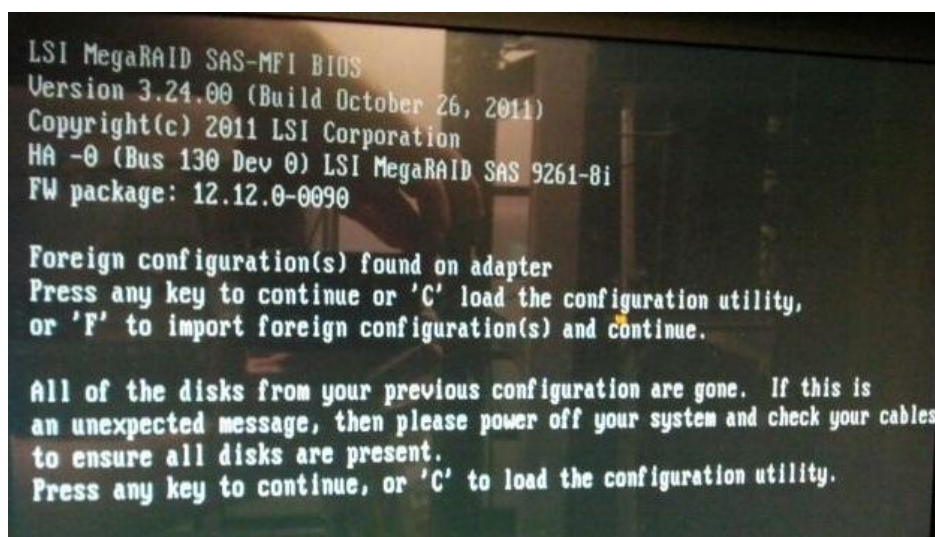 LSI MegaRAID SAS-MFI BIOS
Version 3.24.00 (Build October 26, 2011)
Copyright(c) 2011 LSI Corporation
HA -0 (Bus 130 Dev 0) LSI MegaRAID SAS 9261-8i
FW package: 12.12.0-0090
Foreign configuration(s) found on adapter
Press any key to continue or 'C' load the configuration utility,
or 'F' to import foreign configuration(s) and continue.
All of the disks from your previous configuration are gone. If this is
an unexpected message, then please power off your system and check your cables
to ensure all disks are present.
Press any key to continue, or 'C' to load the configuration utility.